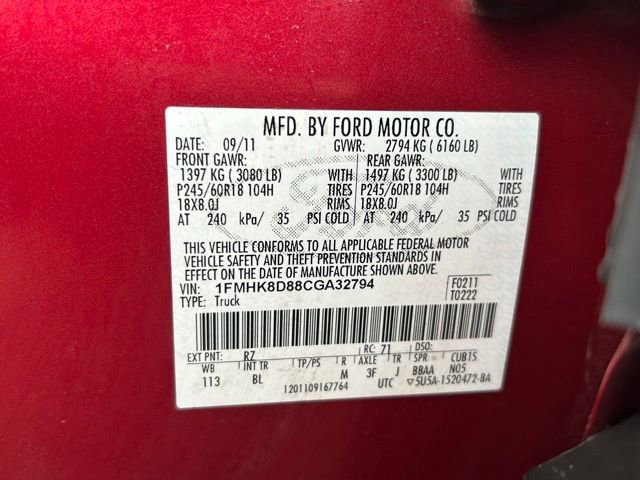 MFD. BY FORD MOTOR CO.
DATE: 09/11 GVWR: 2794 KG ( 6160 LB)
FRONT GAWR: REAR GAWR:
1397 KG ( 3080 LB) WITH 1497 KG ( 3300 LB) WITH
P245/60R18 104H TIRES P245/60R18 104H TIRES
18X8.0J RIMS 18X8.0J RIMS
AT 240 kPa/ 35 PSI COLD AT 240 kPa/ 35 PSI COLD
Ford
THIS VEHICLE CONFORMS TO ALL APPLICABLE FEDERAL MOTOR
VEHICLE SAFETY AND THEFT PREVENTION STANDARDS IN
EFFECT ON THE DATE OF MANUFACTURE SHOWN ABOVE.
VIN: 1FMHK8D88CGA32794 F0211
TYPE: Truck T0222
EXT PNT: RZ RC: 71 DSO:
WB INT TR TP/PS R AXLE TR SPR CUBTS
113 BL M 3F J BBAA N05
1201109167764 UTC ▽5U5A-1520472-BA